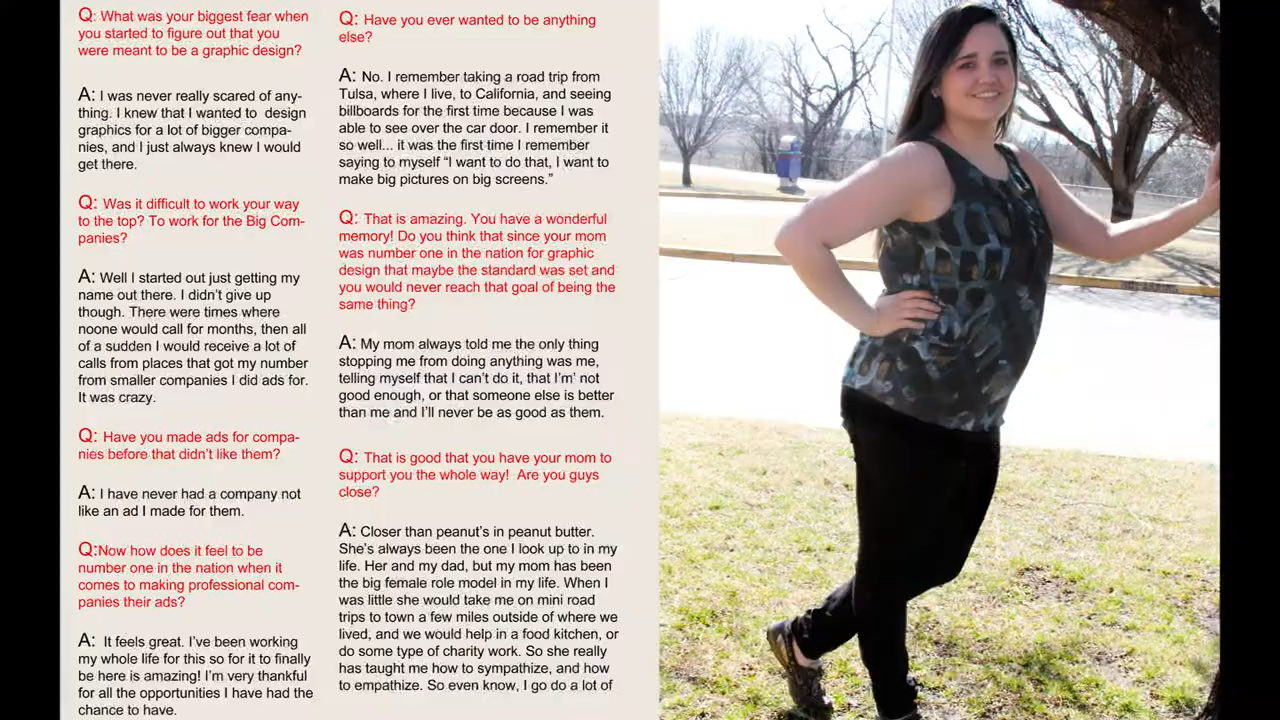 Q: What was your biggest fear when
you started to figure out that you
were meant to be a graphic design?
A: I was never really scared of any-
thing. I knew that I wanted to design
graphics for a lot of bigger compa-
nies, and I just always knew I would
get there.
Q: Was it difficult to work your way
to the top? To work for the Big Com-
panies?
A: Well I started out just getting my
name out there. I didn't give up
though. There were times where
noone would call for months, then all
of a sudden I would receive a lot of
calls from places that got my number
from smaller companies I did ads for.
It was crazy.
Q: Have you made ads for compa-
nies before that didn't like them?
A: I have never had a company not
like an ad I made for them.
Q:Now how does it feel to be
number one in the nation when it
comes to making professional com-
panies their ads?
A: It feels great. I've been working
my whole life for this so for it to finally
be here is amazing! I'm very thankful
for all the opportunities I have had the
chance to have.
Q: Have you ever wanted to be anything
else?
A: No. I remember taking a road trip from
Tulsa, where I live, to California, and seeing
billboards for the first time because I was
able to see over the car door. I remember it
so well... it was the first time I remember
saying to myself “I want to do that, I want to
make big pictures on big screens.”
Q: That is amazing. You have a wonderful
memory! Do you think that since your mom
was number one in the nation for graphic
design that maybe the standard was set and
you would never reach that goal of being the
same thing?
A: My mom always told me the only thing
stopping me from doing anything was me,
telling myself that I can't do it, that I'm' not
good enough, or that someone else is better
than me and I'll never be as good as them.
Q: That is good that you have your mom to
support you the whole way! Are you guys
close?
A: Closer than peanut's in peanut butter.
She's always been the one I look up to in my
life. Her and my dad, but my mom has been
the big female role model in my life. When I
was little she would take me on mini road
trips to town a few miles outside of where we
lived, and we would help in a food kitchen, or
do some type of charity work. So she really
has taught me how to sympathize, and how
to empathize. So even know, I go do a lot of